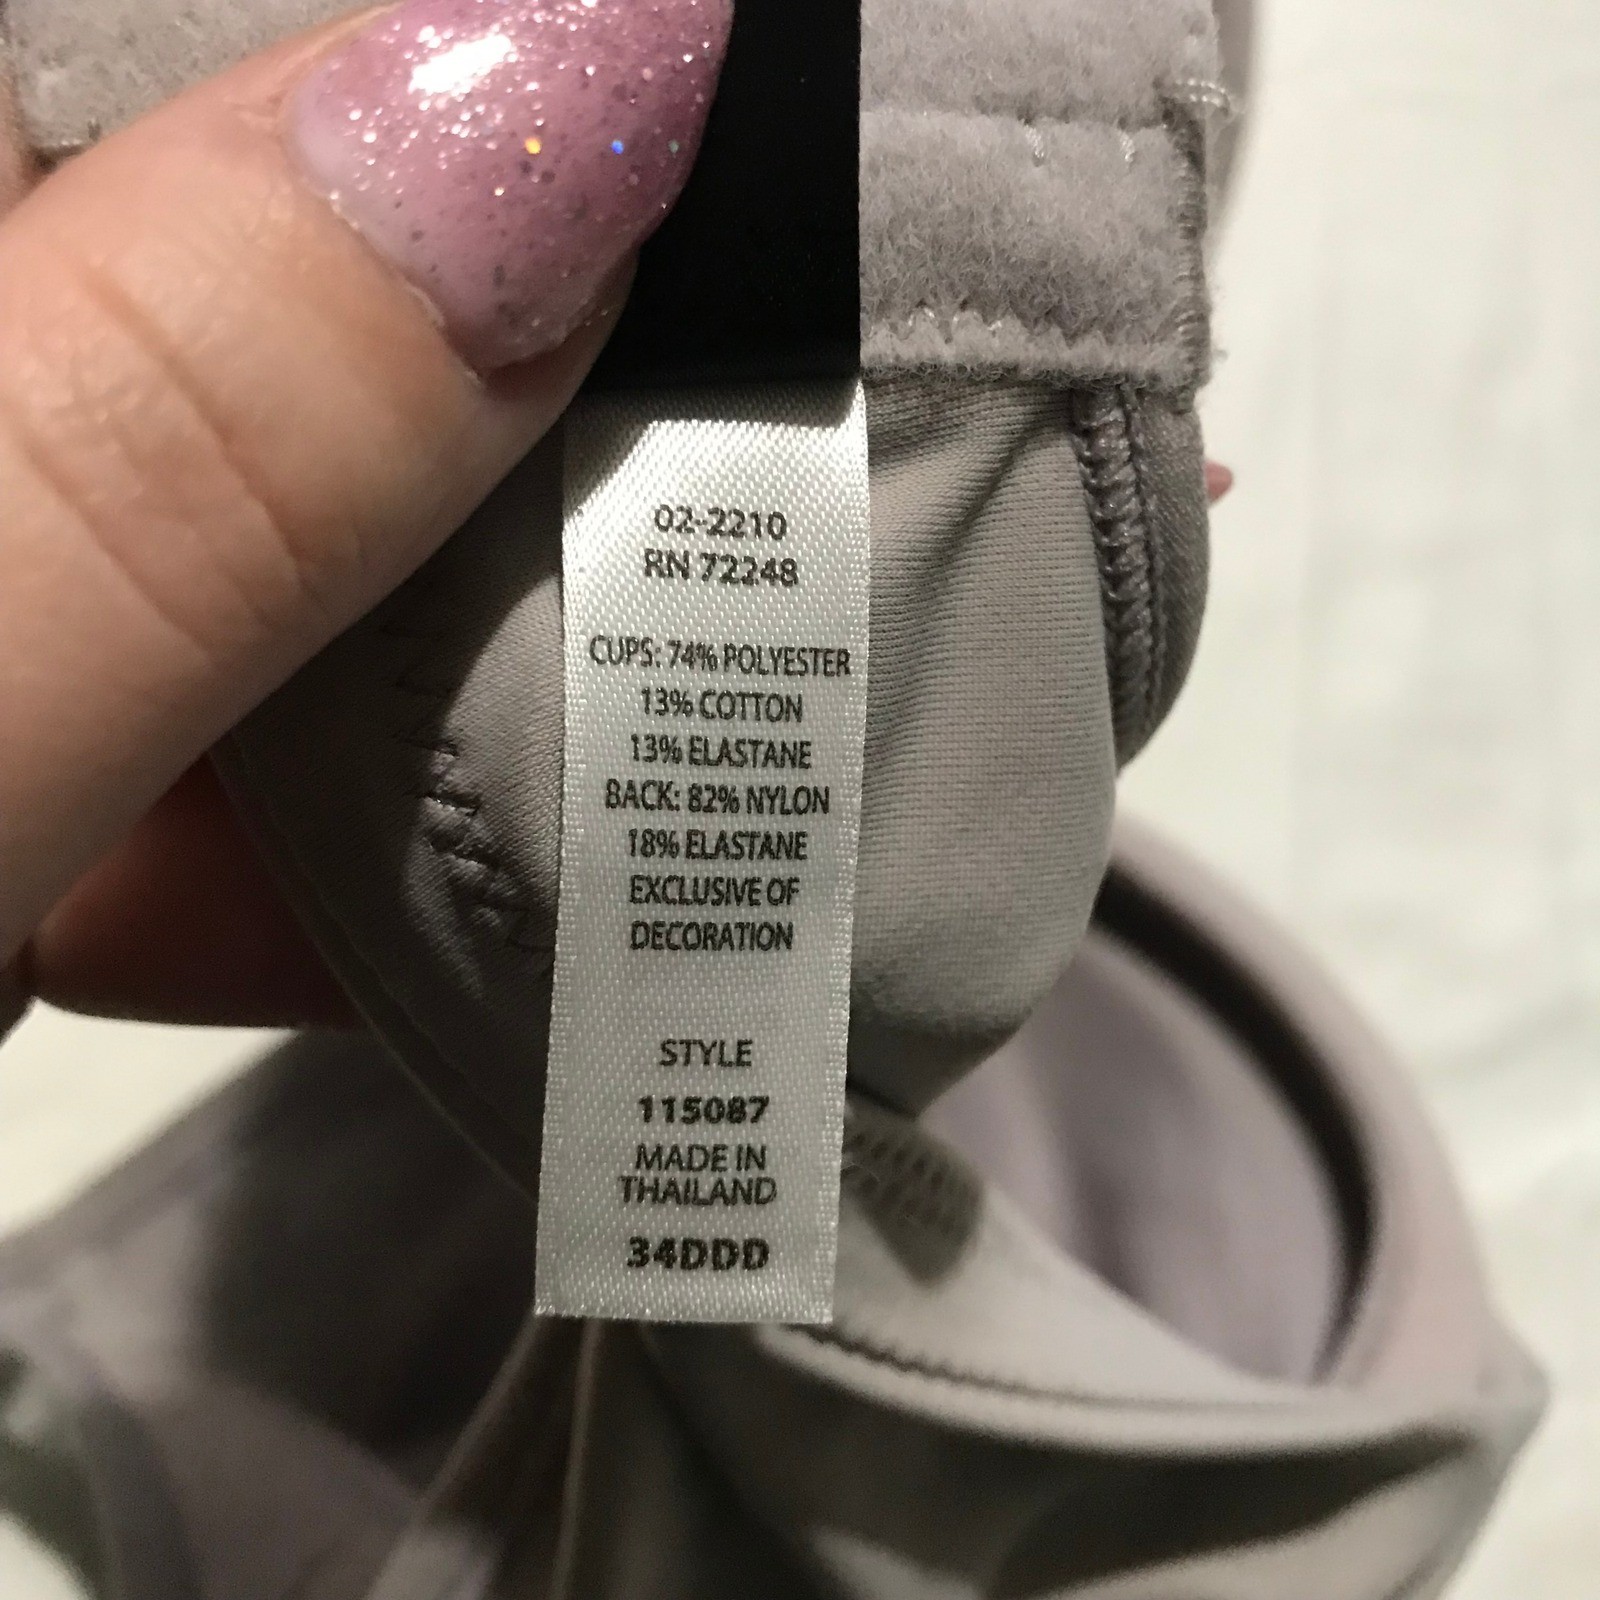 02-2210
RN 72248
CUPS: 74% POLYESTER
13% COTTON
13% ELASTANE
BACK: 82% NYLON
18% ELASTANE
EXCLUSIVE OF
DECORATION
STYLE
115087
MADE IN
THAILAND
34DDD